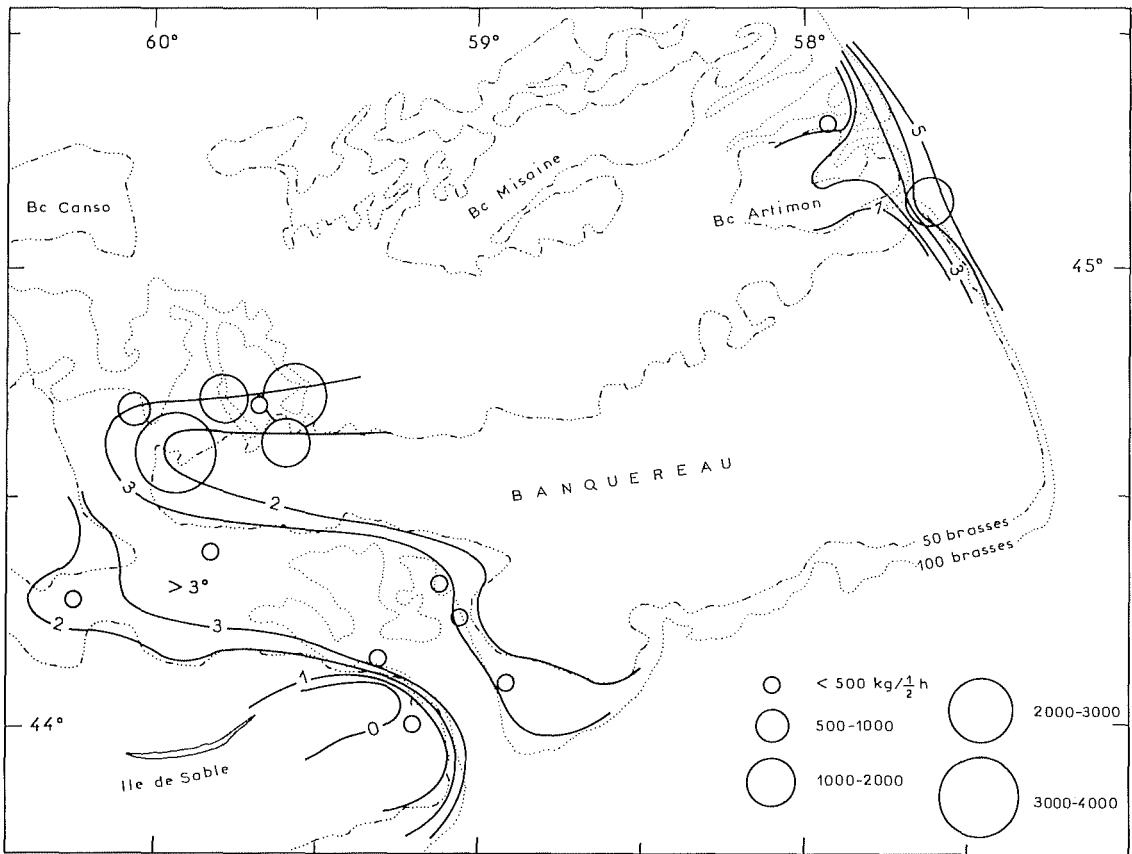 60° 59° 58°
5
Bc Misaine
Bc Canso
Bc Artimon
1
45°
3
BANQUEREAU
3
2
50 brasses
100 brasses
> 3°
2
3
1
0
44°
Ile de Sable
< 500 kg/½ h
500-1000
1000-2000
2000-3000
3000-4000